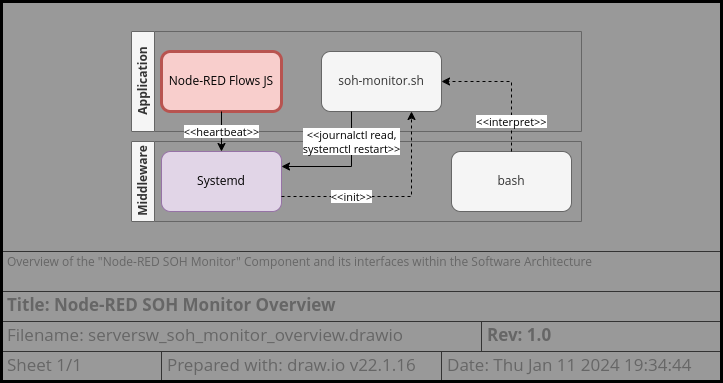 Application
Node-RED Flows JS
soh-monitor.sh
<<heartbeat>>
<<journalctl read,
systemctl restart>>
<<interpret>>
Middleware
Systemd
<<init>>
bash
Overview of the "Node-RED SOH Monitor" Component and its interfaces within the Software Architecture
Title: Node-RED SOH Monitor Overview
Filename: serversw_soh_monitor_overview.drawio
Rev: 1.0
Sheet 1/1
Prepared with: draw.io v22.1.16
Date: Thu Jan 11 2024 19:34:44